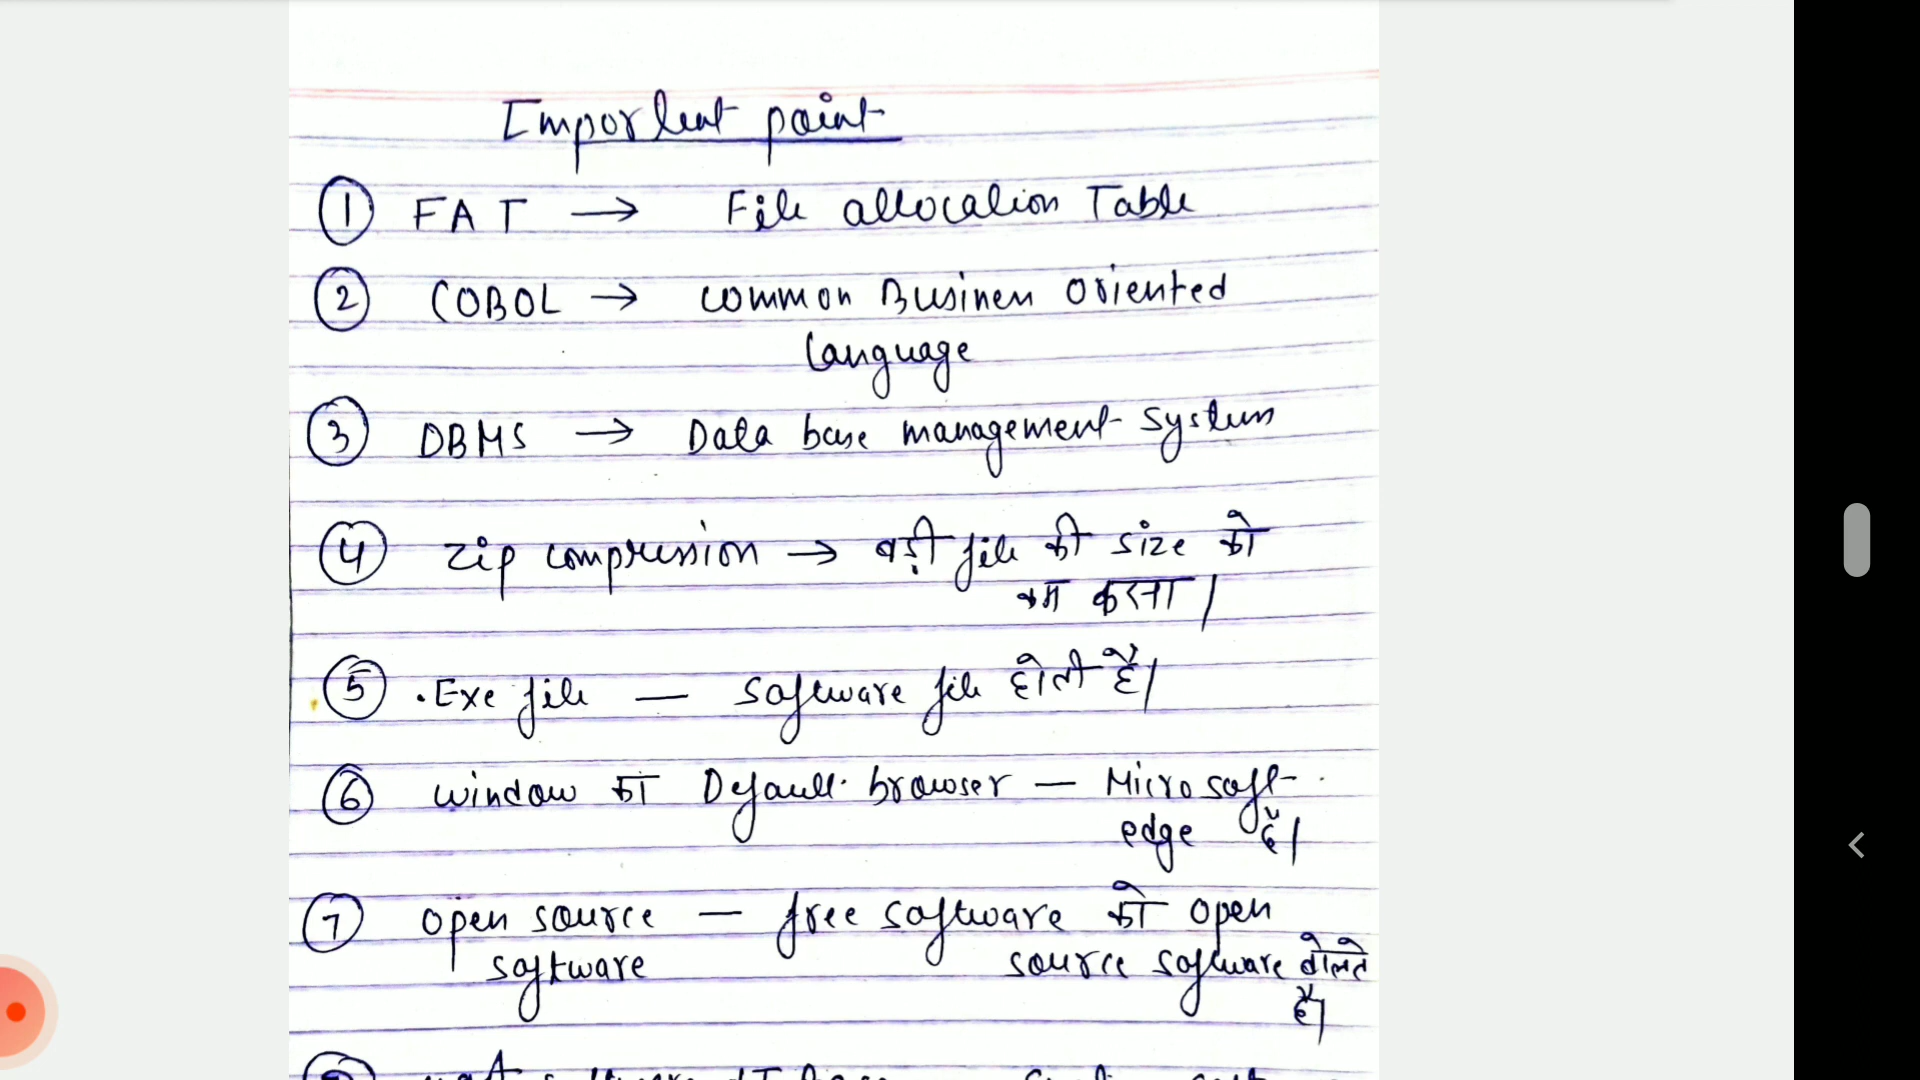 Important point
① FAT → File allocation Table
② COBOL → Common Business Oriented
Language
③ DBMS → Data base management System
④ Zip compression → बड़ी file की size को
कम करना |
⑤ .Exe file — Software file होती है |
⑥ window का Default browser — Microsoft
edge है |
⑦ open source — free software को open
software source software बोलते
है |